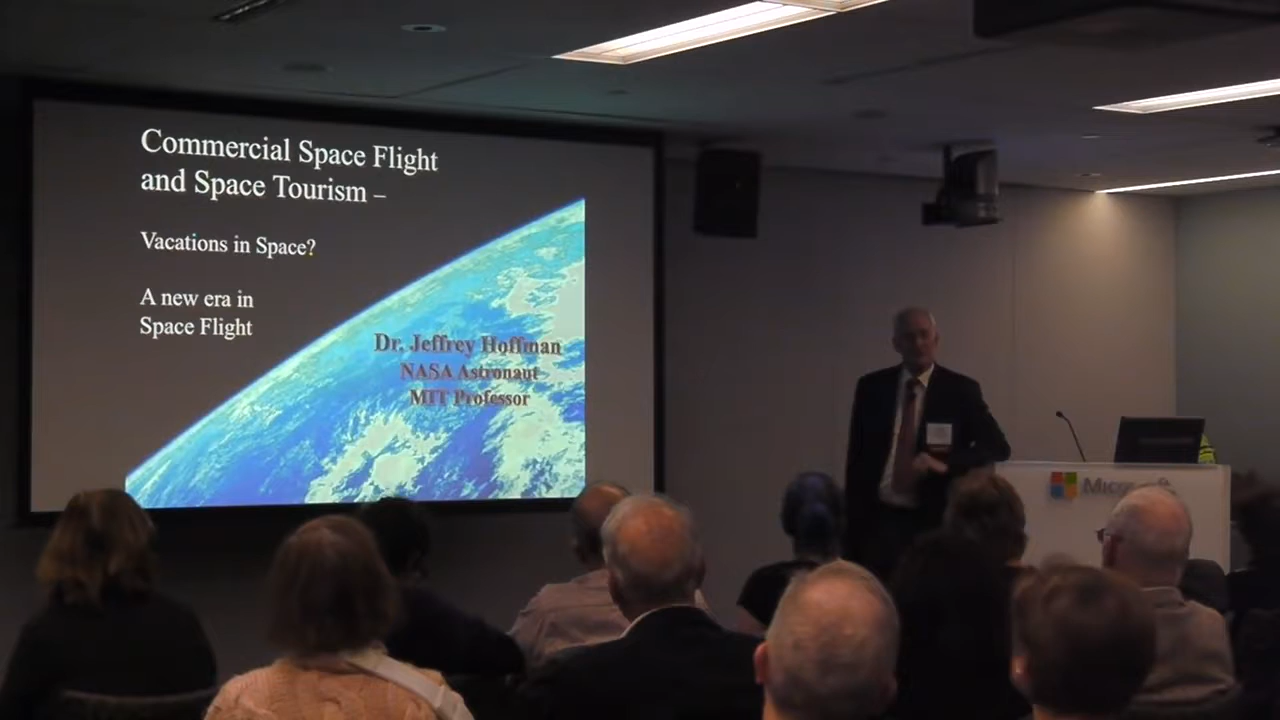 Commercial Space Flight
and Space Tourism –
Vacations in Space?
A new era in
Space Flight
Dr. Jeffrey Hoffman
NASA Astronaut
MIT Professor
Microsoft